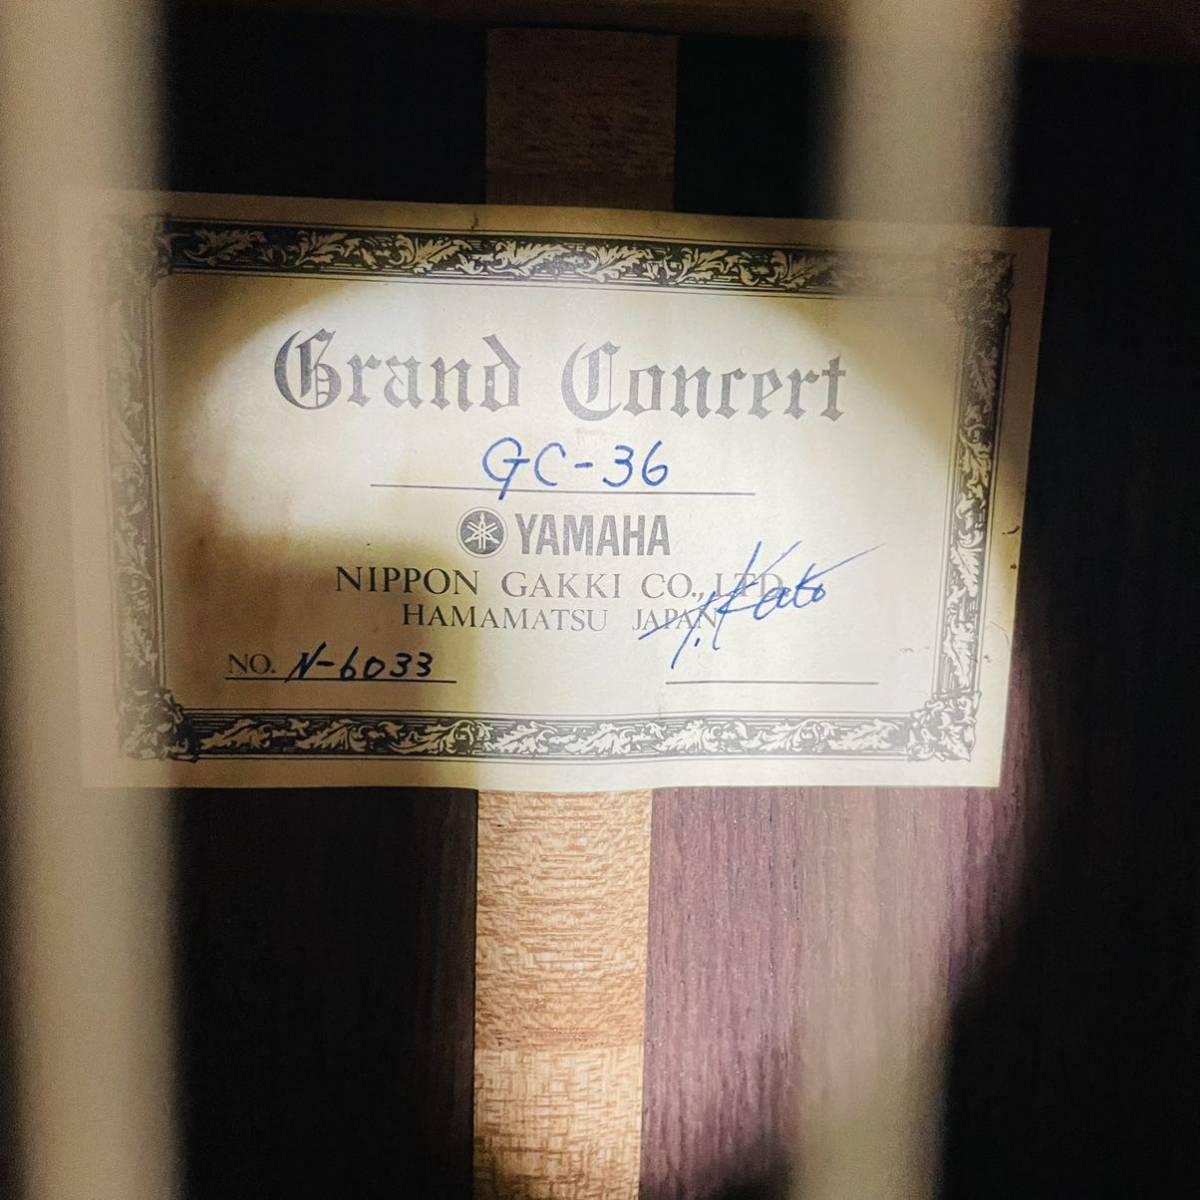 Grand Concert
GC-36
YAMAHA
NIPPON GAKKI CO., LTD.
HAMAMATSU JAPAN
T. Kato
NO. N-6033